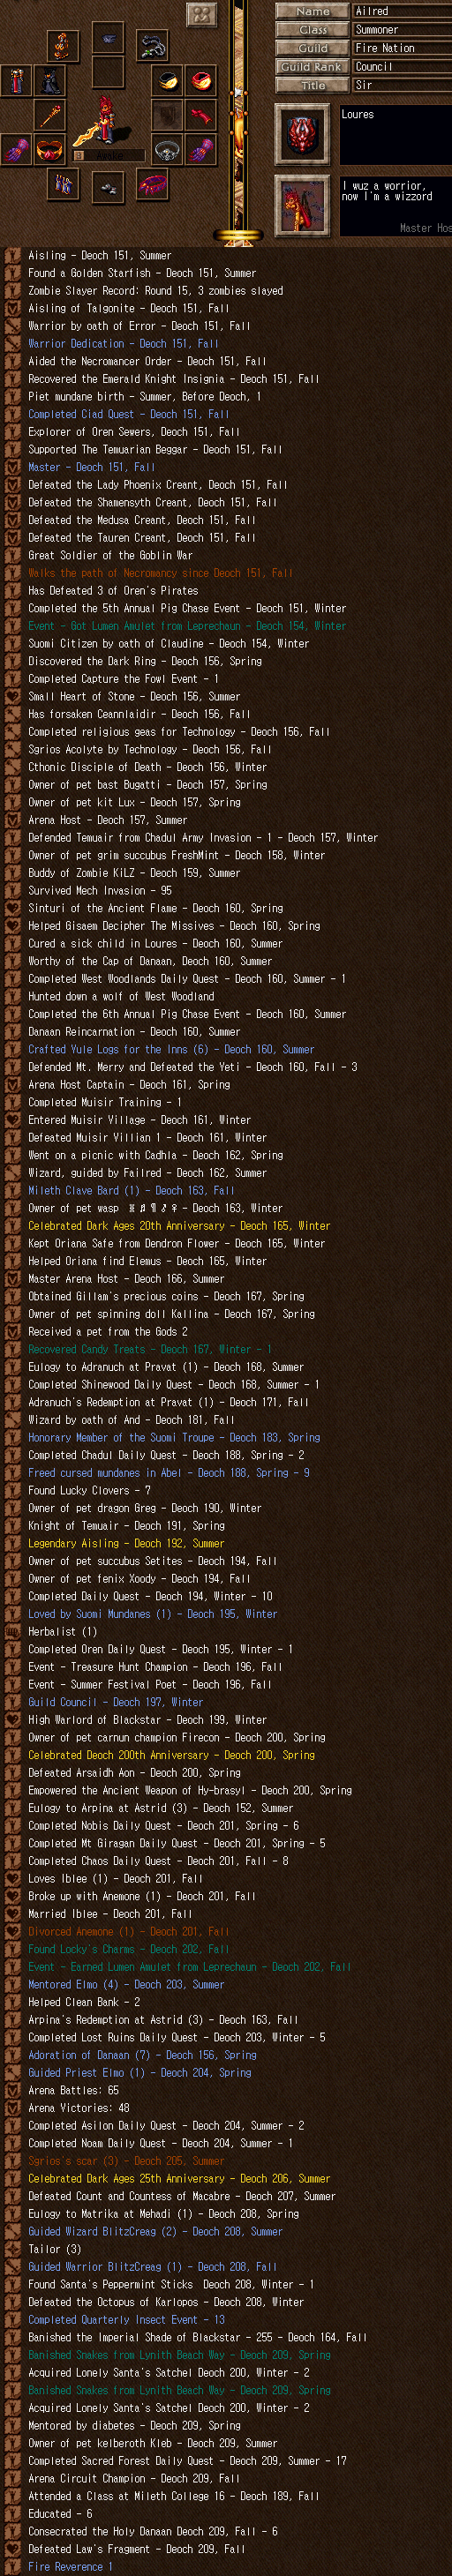 Name
Ailred
Class
Summoner
Guild
Fire Nation
Guild Rank
Council
Title
Sir
Loures
Awake
I wuz a worrior,
now I'm a wizzord
Master Hos
Aisling - Deoch 151, Summer
Found a Golden Starfish - Deoch 151, Summer
Zombie Slayer Record: Round 15, 3 zombies slayed
Aisling of Talgonite - Deoch 151, Fall
Warrior by oath of Error - Deoch 151, Fall
Warrior Dedication - Deoch 151, Fall
Aided the Necromancer Order - Deoch 151, Fall
Recovered the Emerald Knight Insignia - Deoch 151, Fall
Piet mundane birth - Summer, Before Deoch, 1
Completed Ciad Quest - Deoch 151, Fall
Explorer of Oren Sewers, Deoch 151, Fall
Supported The Temuarian Beggar - Deoch 151, Fall
Master - Deoch 151, Fall
Defeated the Lady Phoenix Creant, Deoch 151, Fall
Defeated the Shamensyth Creant, Deoch 151, Fall
Defeated the Medusa Creant, Deoch 151, Fall
Defeated the Tauren Creant, Deoch 151, Fall
Great Soldier of the Goblin War
Walks the path of Necromancy since Deoch 151, Fall
Has Defeated 3 of Oren's Pirates
Completed the 5th Annual Pig Chase Event - Deoch 151, Winter
Event - Got Lumen Amulet from Leprechaun - Deoch 154, Winter
Suomi Citizen by oath of Claudine - Deoch 154, Winter
Discovered the Dark Ring - Deoch 156, Spring
Completed Capture the Fowl Event - 1
Small Heart of Stone - Deoch 156, Summer
Has forsaken Ceannlaidir - Deoch 156, Fall
Completed religious geas for Technology - Deoch 156, Fall
Sgrios Acolyte by Technology - Deoch 156, Fall
Cthonic Disciple of Death - Deoch 156, Winter
Owner of pet bast Bugatti - Deoch 157, Spring
Owner of pet kit Lux - Deoch 157, Spring
Arena Host - Deoch 157, Summer
Defended Temuair from Chadul Army Invasion - 1 - Deoch 157, Winter
Owner of pet grim succubus FreshMint - Deoch 158, Winter
Buddy of Zombie KiLZ - Deoch 159, Summer
Survived Mech Invasion - 95
Sinturi of the Ancient Flame - Deoch 160, Spring
Helped Gisaem Decipher The Missives - Deoch 160, Spring
Cured a sick child in Loures - Deoch 160, Summer
Worthy of the Cap of Danaan, Deoch 160, Summer
Completed West Woodlands Daily Quest - Deoch 160, Summer - 1
Hunted down a wolf of West Woodland
Completed the 6th Annual Pig Chase Event - Deoch 160, Summer
Danaan Reincarnation - Deoch 160, Summer
Crafted Yule Logs for the Inns (6) - Deoch 160, Summer
Defended Mt. Merry and Defeated the Yeti - Deoch 160, Fall - 3
Arena Host Captain - Deoch 161, Spring
Completed Muisir Training - 1
Entered Muisir Village - Deoch 161, Winter
Defeated Muisir Villian 1 - Deoch 161, Winter
Went on a picnic with Cadhla - Deoch 162, Spring
Wizard, guided by Failred - Deoch 162, Summer
Mileth Clave Bard (1) - Deoch 163, Fall
Owner of pet wasp ※♬¶♂♀ - Deoch 163, Winter
Celebrated Dark Ages 20th Anniversary - Deoch 165, Winter
Kept Oriana Safe from Dendron Flower - Deoch 165, Winter
Helped Oriana find Elemus - Deoch 165, Winter
Master Arena Host - Deoch 166, Summer
Obtained Gillam's precious coins - Deoch 167, Spring
Owner of pet spinning doll Kallina - Deoch 167, Spring
Received a pet from the Gods 2
Recovered Candy Treats - Deoch 167, Winter - 1
Eulogy to Adranuch at Pravat (1) - Deoch 168, Summer
Completed Shinewood Daily Quest - Deoch 168, Summer - 1
Adranuch's Redemption at Pravat (1) - Deoch 171, Fall
Wizard by oath of And - Deoch 181, Fall
Honorary Member of the Suomi Troupe - Deoch 183, Spring
Completed Chadul Daily Quest - Deoch 188, Spring - 2
Freed cursed mundanes in Abel - Deoch 188, Spring - 9
Found Lucky Clovers - 7
Owner of pet dragon Greg - Deoch 190, Winter
Knight of Temuair - Deoch 191, Spring
Legendary Aisling - Deoch 192, Summer
Owner of pet succubus Setites - Deoch 194, Fall
Owner of pet fenix Xoody - Deoch 194, Fall
Completed Daily Quest - Deoch 194, Winter - 10
Loved by Suomi Mundanes (1) - Deoch 195, Winter
Herbalist (1)
Completed Oren Daily Quest - Deoch 195, Winter - 1
Event - Treasure Hunt Champion - Deoch 196, Fall
Event - Summer Festival Poet - Deoch 196, Fall
Guild Council - Deoch 197, Winter
High Warlord of Blackstar - Deoch 199, Winter
Owner of pet carnun champion Firecon - Deoch 200, Spring
Celebrated Deoch 200th Anniversary - Deoch 200, Spring
Defeated Arsaidh Aon - Deoch 200, Spring
Empowered the Ancient Weapon of Hy-brasyl - Deoch 200, Spring
Eulogy to Arpina at Astrid (3) - Deoch 152, Summer
Completed Nobis Daily Quest - Deoch 201, Spring - 6
Completed Mt Giragan Daily Quest - Deoch 201, Spring - 5
Completed Chaos Daily Quest - Deoch 201, Fall - 8
Loves Iblee (1) - Deoch 201, Fall
Broke up with Anemone (1) - Deoch 201, Fall
Married Iblee - Deoch 201, Fall
Divorced Anemone (1) - Deoch 201, Fall
Found Locky's Charms - Deoch 202, Fall
Event - Earned Lumen Amulet from Leprechaun - Deoch 202, Fall
Mentored Elmo (4) - Deoch 203, Summer
Helped Clean Bank - 2
Arpina's Redemption at Astrid (3) - Deoch 163, Fall
Completed Lost Ruins Daily Quest - Deoch 203, Winter - 5
Adoration of Danaan (7) - Deoch 156, Spring
Guided Priest Elmo (1) - Deoch 204, Spring
Arena Battles: 65
Arena Victories: 48
Completed Asilon Daily Quest - Deoch 204, Summer - 2
Completed Noam Daily Quest - Deoch 204, Summer - 1
Sgrios's scar (3) - Deoch 205, Summer
Celebrated Dark Ages 25th Anniversary - Deoch 206, Summer
Defeated Count and Countess of Macabre - Deoch 207, Summer
Eulogy to Matrika at Mehadi (1) - Deoch 208, Spring
Guided Wizard BlitzCreag (2) - Deoch 208, Summer
Tailor (3)
Guided Warrior BlitzCreag (1) - Deoch 208, Fall
Found Santa's Peppermint Sticks  Deoch 208, Winter - 1
Defeated the Octopus of Karlopos - Deoch 208, Winter
Completed Quarterly Insect Event - 13
Banished the Imperial Shade of Blackstar - 255 - Deoch 164, Fall
Banished Snakes from Lynith Beach Way - Deoch 209, Spring
Acquired Lonely Santa's Satchel Deoch 200, Winter - 2
Banished Snakes from Lynith Beach Way - Deoch 209, Spring
Acquired Lonely Santa's Satchel Deoch 200, Winter - 2
Mentored by diabetes - Deoch 209, Spring
Owner of pet kelberoth Kleb - Deoch 209, Summer
Completed Sacred Forest Daily Quest - Deoch 209, Summer - 17
Arena Circuit Champion - Deoch 209, Fall
Attended a Class at Mileth College 16 - Deoch 189, Fall
Educated - 6
Consecrated the Holy Danaan Deoch 209, Fall - 6
Defeated Law's Fragment - Deoch 209, Fall
Fire Reverence 1